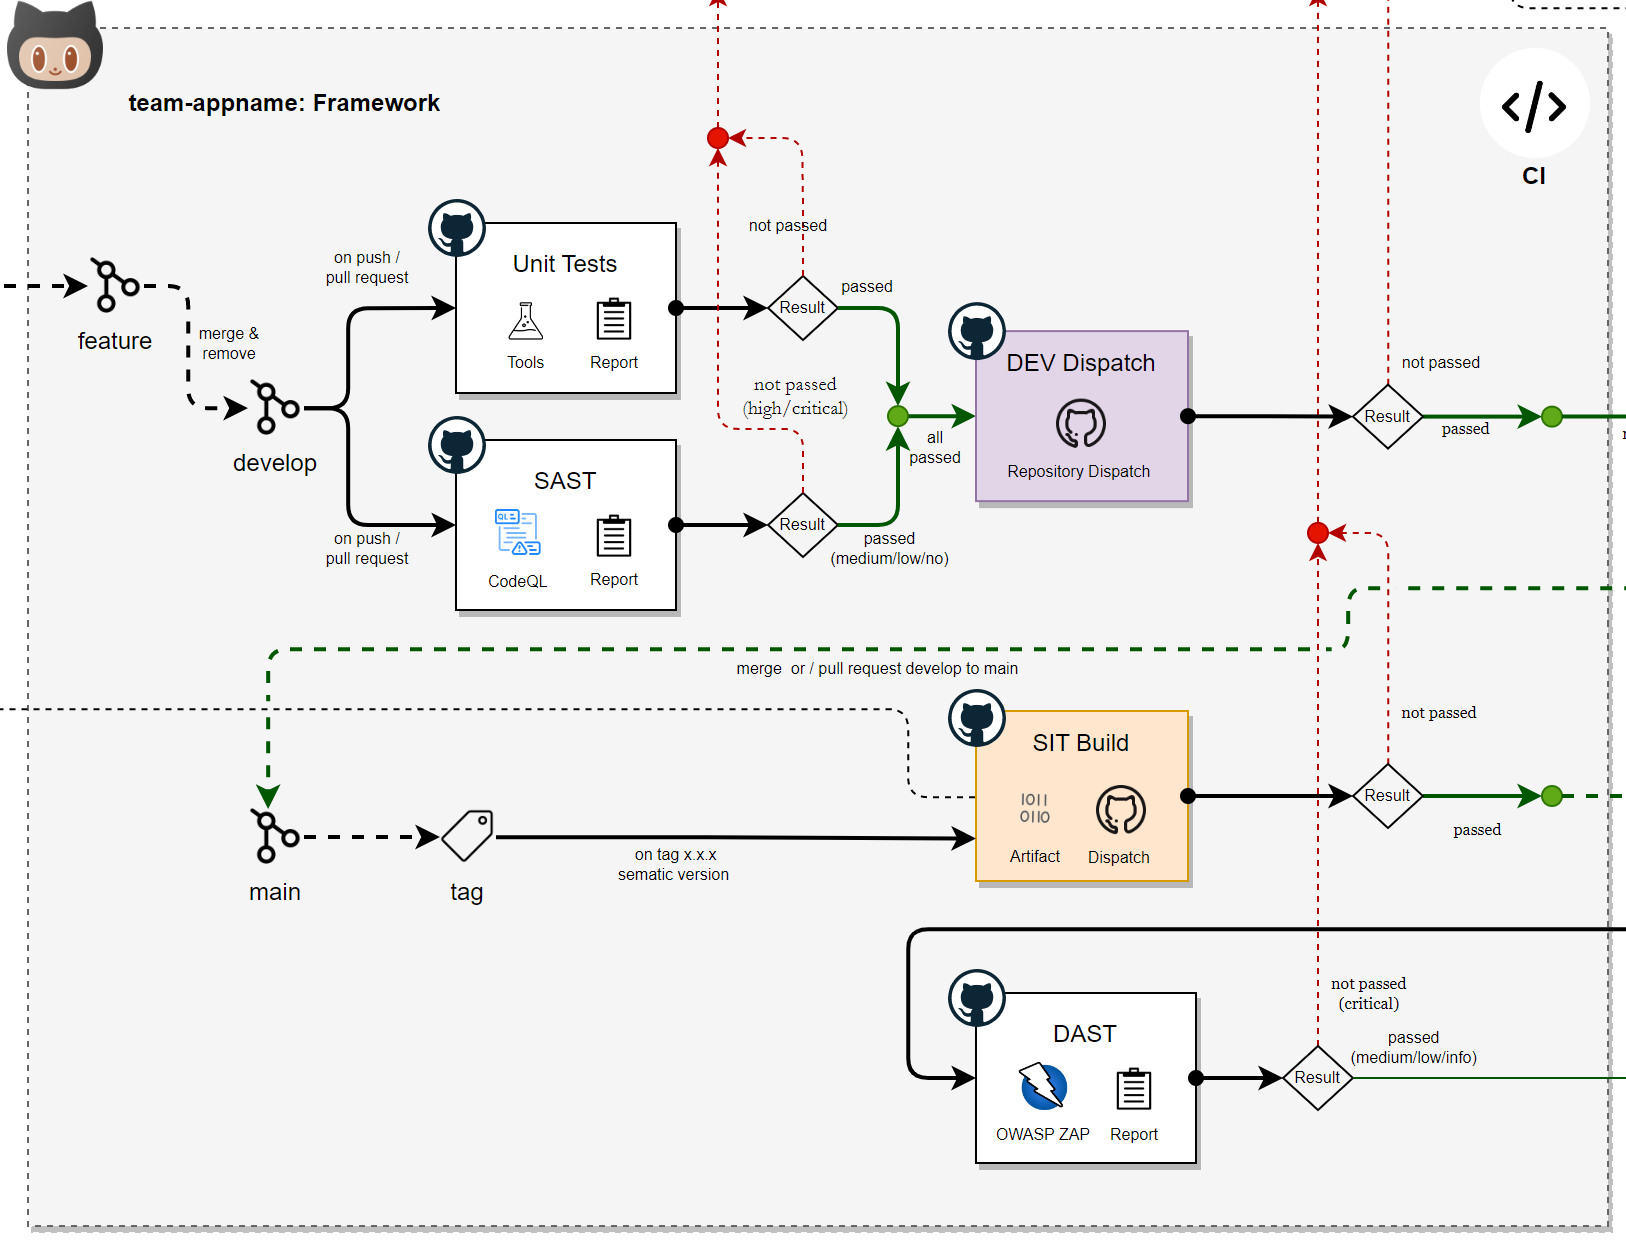 team-appname: Framework
CI
feature
merge &
remove
develop
on push /
pull request
Unit Tests
Tools
Report
not passed
Result
passed
on push /
pull request
SAST
QL
CodeQL
Report
not passed
(high/critical)
Result
passed
(medium/low/no)
all
passed
DEV Dispatch
Repository Dispatch
not passed
Result
passed
merge  or / pull request develop to main
main
tag
on tag x.x.x
sematic version
SIT Build
1011
0110
Artifact
Dispatch
not passed
Result
passed
DAST
OWASP ZAP
Report
not passed
(critical)
Result
passed
(medium/low/info)